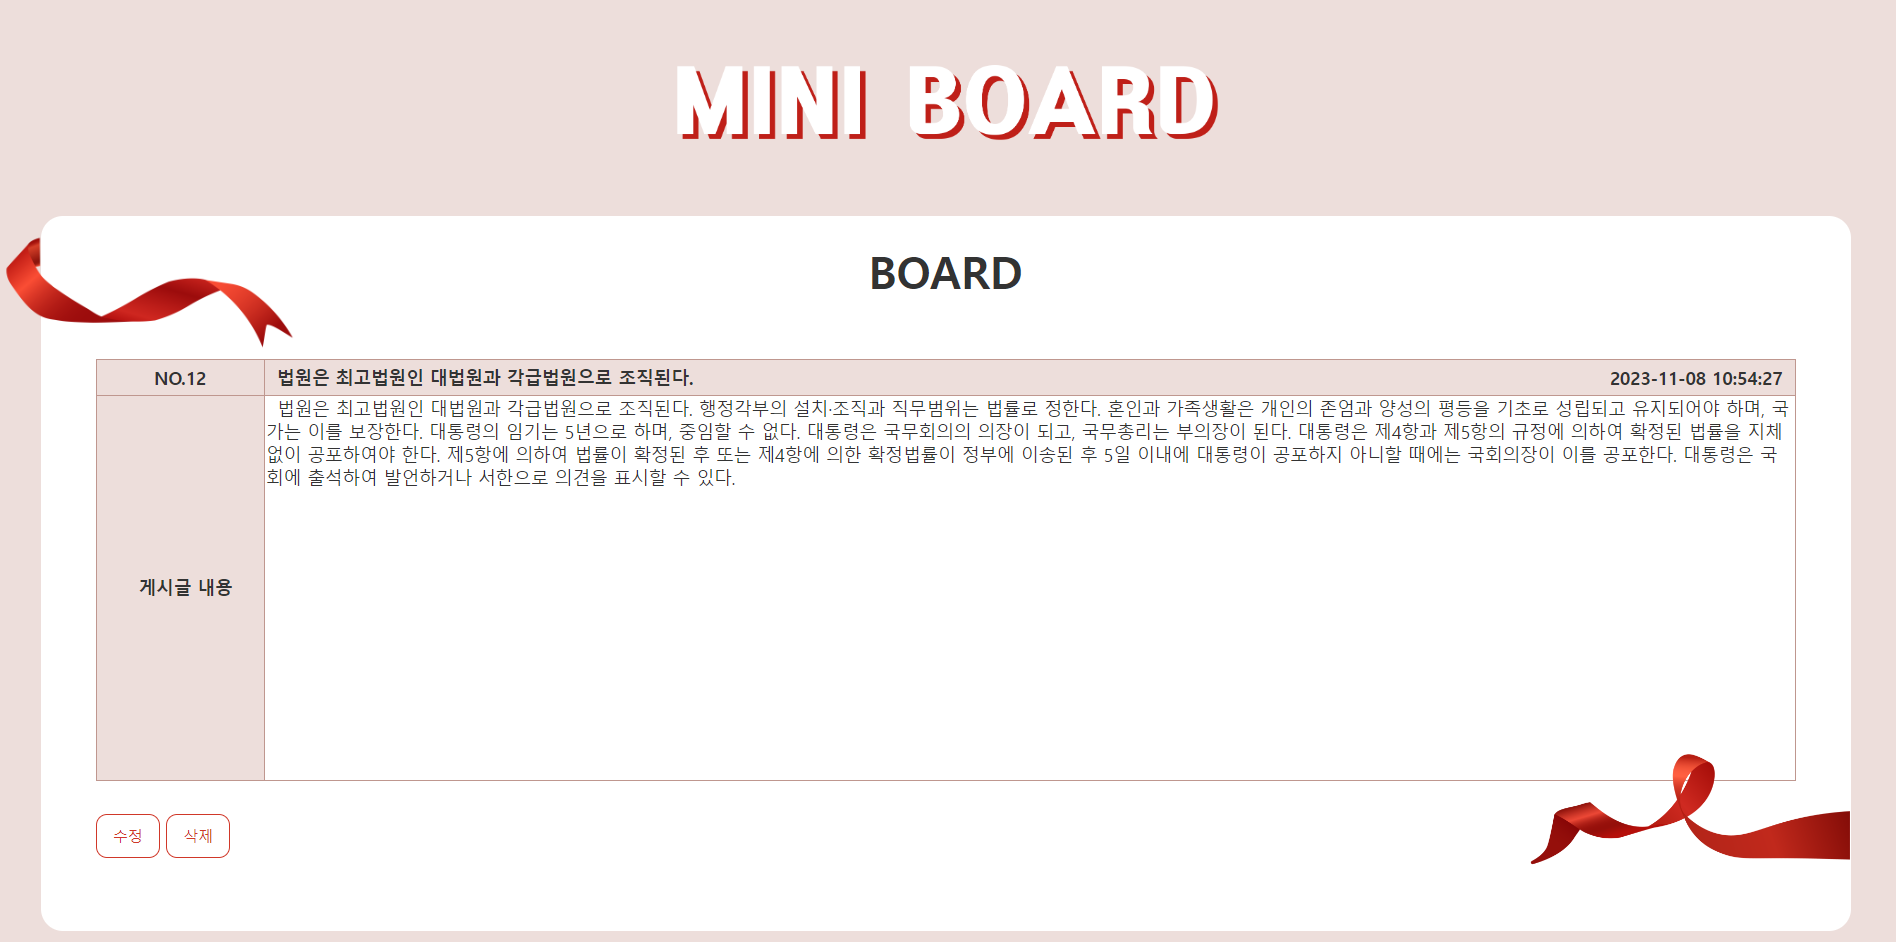 MINI BOARD
BOARD
NO.12 법원은 최고법원인 대법원과 각급법원으로 조직된다. 2023-11-08 10:54:27
법원은 최고법원인 대법원과 각급법원으로 조직된다. 행정각부의 설치·조직과 직무범위는 법률로 정한다. 혼인과 가족생활은 개인의 존엄과 양성의 평등을 기초로 성립되고 유지되어야 하며, 국
가는 이를 보장한다. 대통령의 임기는 5년으로 하며, 중임할 수 없다. 대통령은 국무회의의 의장이 되고, 국무총리는 부의장이 된다. 대통령은 제4항과 제5항의 규정에 의하여 확정된 법률을 지체
없이 공포하여야 한다. 제5항에 의하여 법률이 확정된 후 또는 제4항에 의한 확정법률이 정부에 이송된 후 5일 이내에 대통령이 공포하지 아니할 때에는 국회의장이 이를 공포한다. 대통령은 국
회에 출석하여 발언하거나 서한으로 의견을 표시할 수 있다.
게시글 내용
수정 삭제